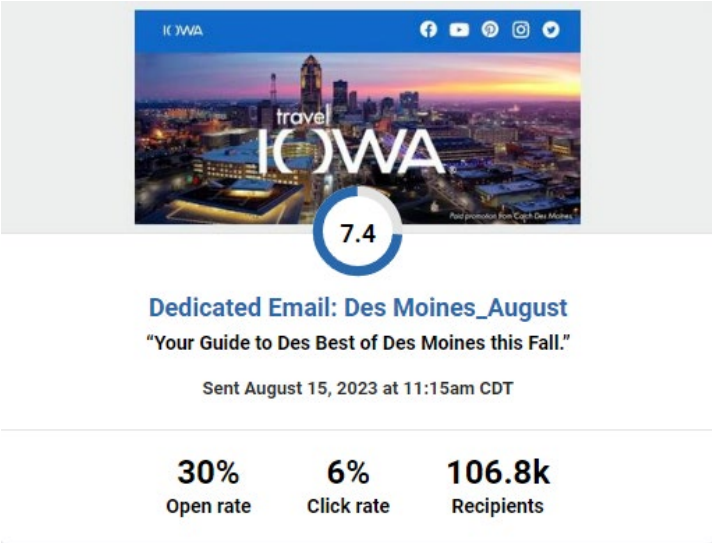 IOWA
travel
IOWA
Paid promotion from Catch Des Moines
7.4
Dedicated Email: Des Moines_August
“Your Guide to Des Best of Des Moines this Fall.”
Sent August 15, 2023 at 11:15am CDT
30% 6% 106.8k
Open rate Click rate Recipients